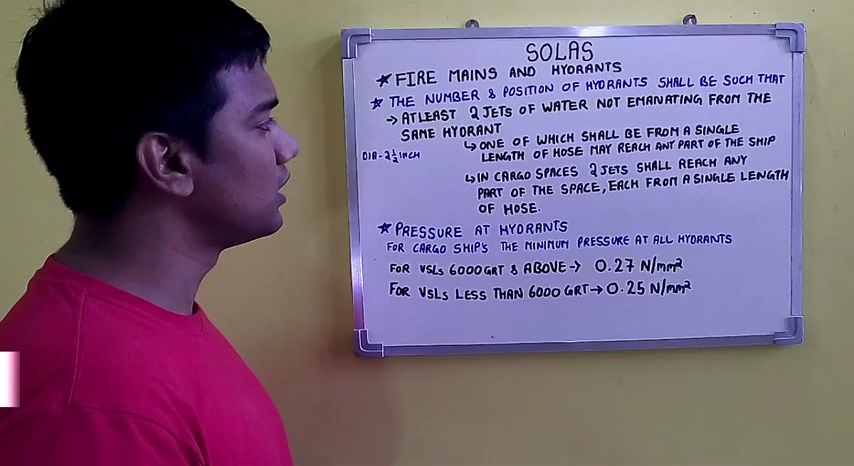 SOLAS
★ FIRE MAINS AND HYDRANTS
★ THE NUMBER & POSITION OF HYDRANTS SHALL BE SUCH THAT
→ ATLEAST 2 JETS OF WATER NOT EMANATING FROM THE
SAME HYDRANT
↳ ONE OF WHICH SHALL BE FROM A SINGLE
LENGTH OF HOSE MAY REACH ANY PART OF THE SHIP
DIA - 2 1/2 INCH
↳ IN CARGO SPACES 2 JETS SHALL REACH ANY
PART OF THE SPACE, EACH FROM A SINGLE LENGTH
OF HOSE.
★ PRESSURE AT HYDRANTS
FOR CARGO SHIP'S THE MINIMUM PRESSURE AT ALL HYDRANTS
FOR VSLs 6000 GRT & ABOVE → 0.27 N/mm²
FOR VSLs LESS THAN 6000 GRT → 0.25 N/mm²